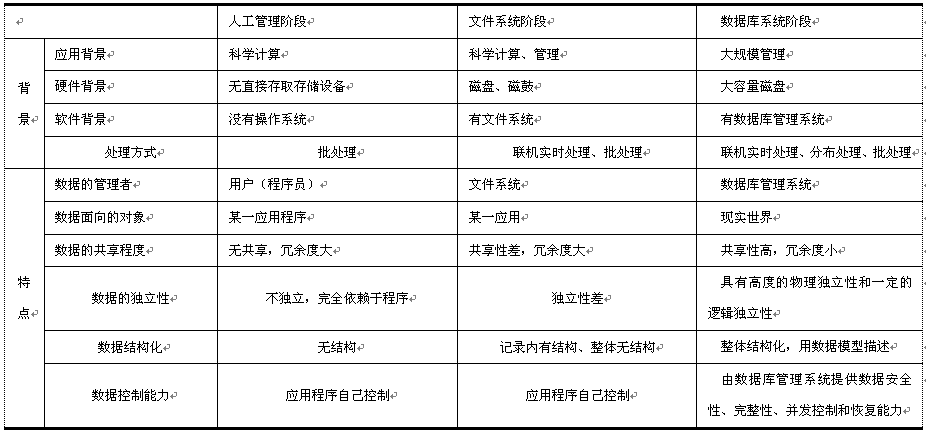 人工管理阶段 文件系统阶段 数据库系统阶段
背景
应用背景 科学计算 科学计算、管理 大规模管理
硬件背景 无直接存取存储设备 磁盘、磁鼓 大容量磁盘
软件背景 没有操作系统 有文件系统 有数据库管理系统
处理方式 批处理 联机实时处理、批处理 联机实时处理、分布处理、批处理
特点
数据的管理者 用户（程序员） 文件系统 数据库管理系统
数据面向的对象 某一应用程序 某一应用 现实世界
数据的共享程度 无共享，冗余度大 共享性差，冗余度大 共享性高，冗余度小
数据的独立性 不独立，完全依赖于程序 独立性差 具有高度的物理独立性和一定的
逻辑独立性
数据结构化 无结构 记录内有结构、整体无结构 整体结构化，用数据模型描述
数据控制能力 应用程序自己控制 应用程序自己控制 由数据库管理系统提供数据安全
性、完整性、并发控制和恢复能力